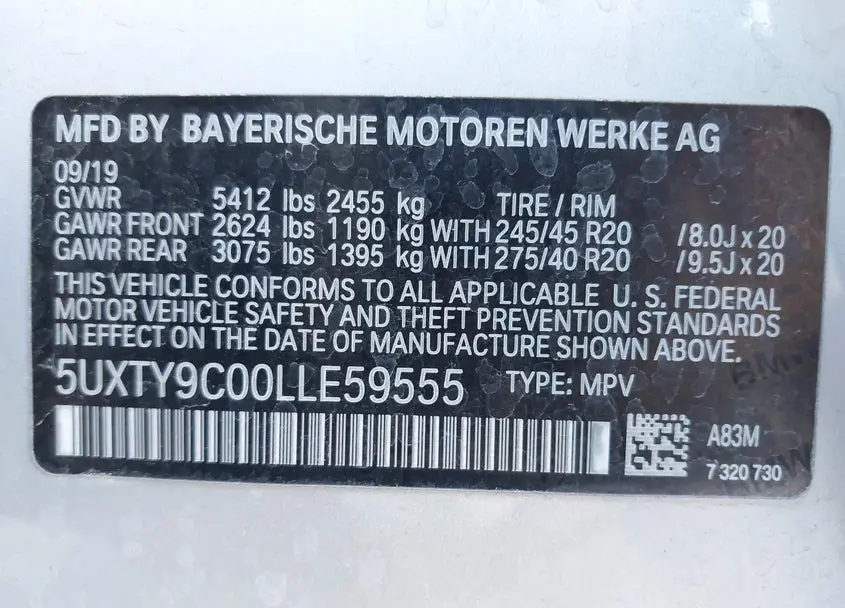 MFD BY BAYERISCHE MOTOREN WERKE AG
09/19
GVWR 5412 lbs 2455 kg TIRE / RIM
GAWR FRONT 2624 lbs 1190 kg WITH 245/45 R20 /8.0J x 20
GAWR REAR 3075 lbs 1395 kg WITH 275/40 R20 /9.5J x 20
THIS VEHICLE CONFORMS TO ALL APPLICABLE U. S. FEDERAL
MOTOR VEHICLE SAFETY AND THEFT PREVENTION STANDARDS
IN EFFECT ON THE DATE OF MANUFACTURE SHOWN ABOVE.
5UXTY9C00LLE59555 TYPE: MPV
A83M
7 320 730